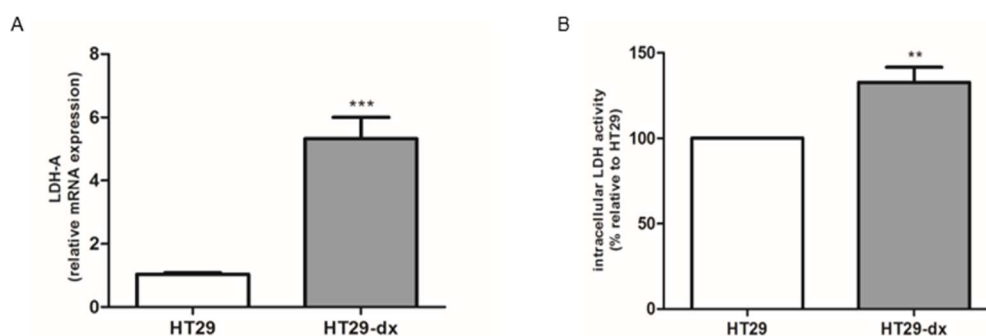 A
LDH-A
(relative mRNA expression)
8
6
4
2
0
***
HT29
HT29-dx
B
intracellular LDH activity
(% relative to HT29)
150
100
50
0
**
HT29
HT29-dx